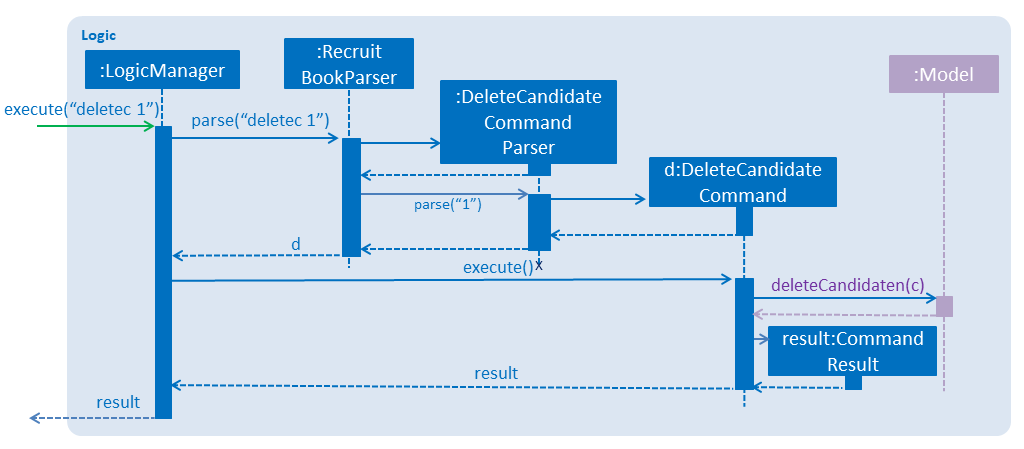 Logic
:LogicManager
:Recruit
BookParser
:DeleteCandidate
Command
Parser
:Model
execute(“deletec 1”)
parse(“deletec 1”)
d:DeleteCandidate
Command
parse(“1”)
d
execute()
x
deleteCandidaten(c)
result:Command
Result
result
result